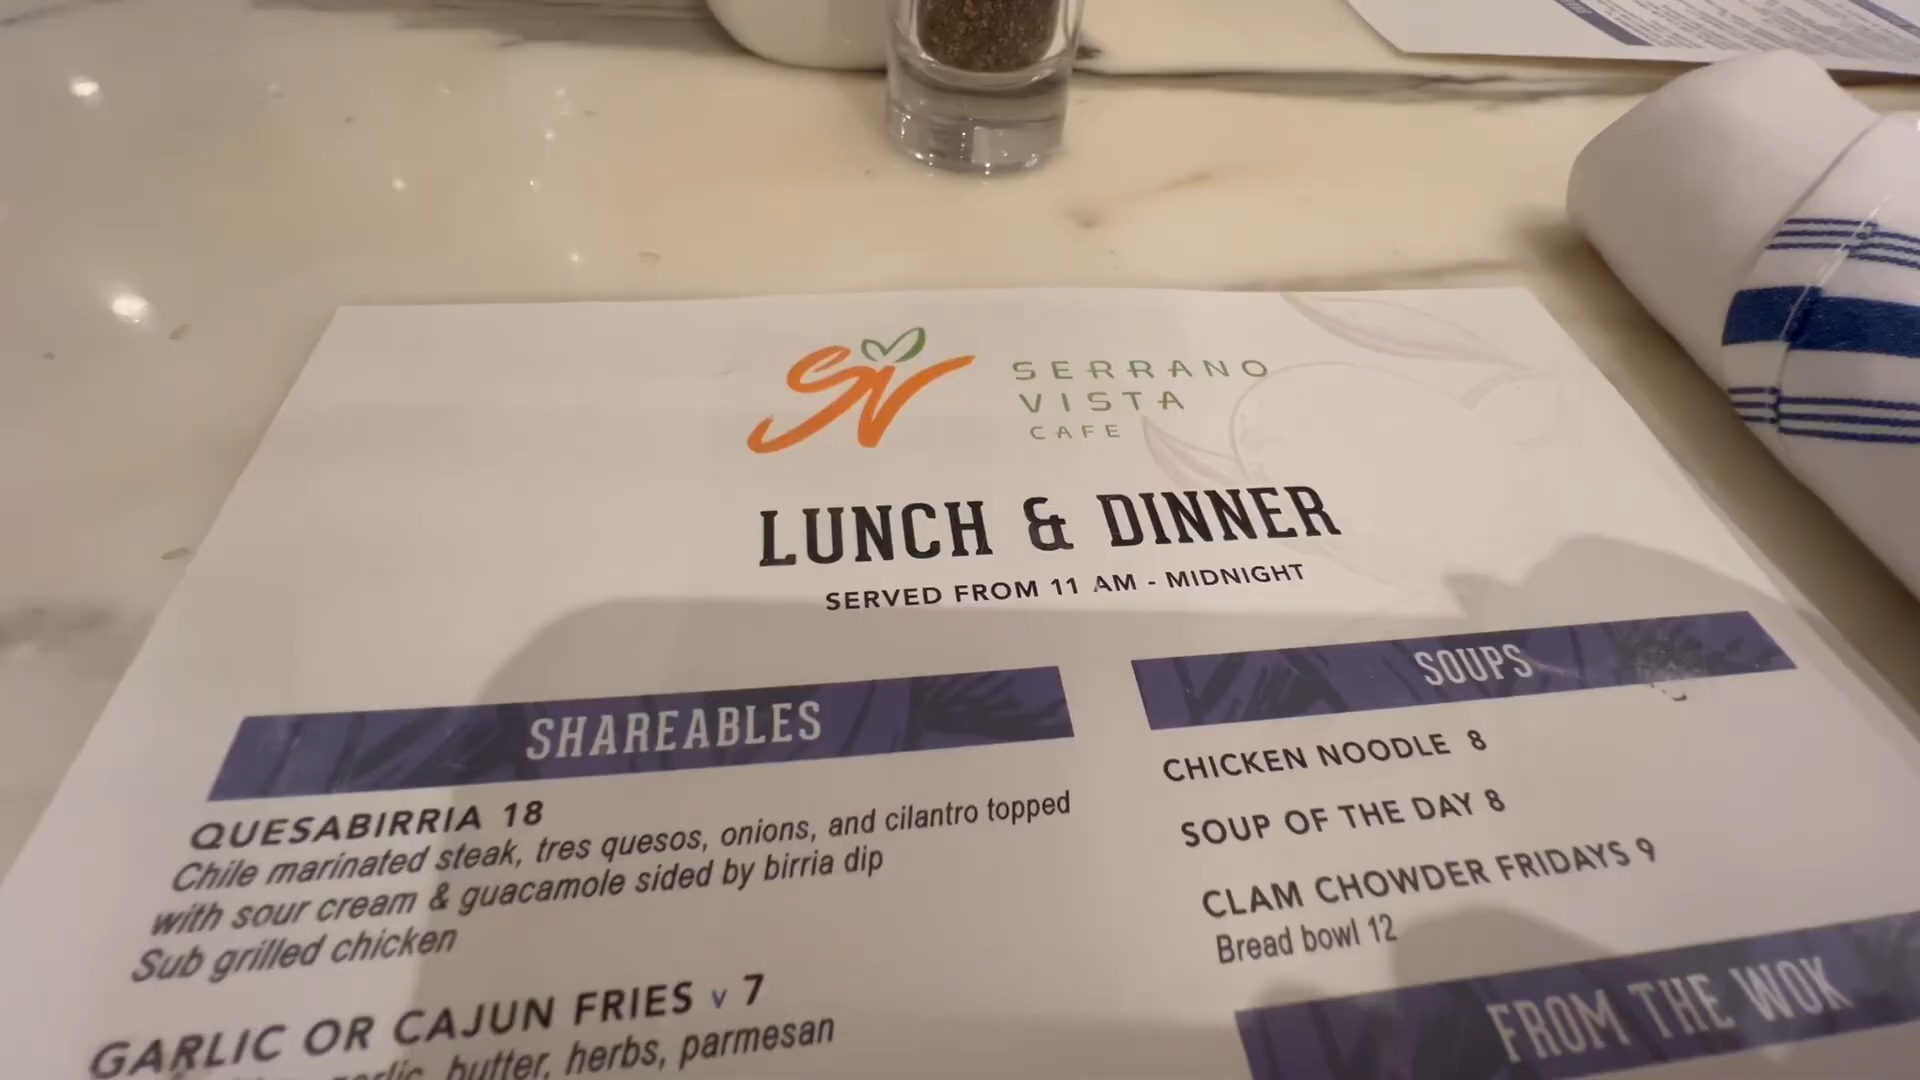 SV
SERRANO
VISTA
CAFE
LUNCH & DINNER
SERVED FROM 11 AM - MIDNIGHT
SHAREABLES
QUESABIRRIA 18
Chile marinated steak, tres quesos, onions, and cilantro topped
with sour cream & guacamole sided by birria dip
Sub grilled chicken
GARLIC OR CAJUN FRIES v 7
garlic, butter, herbs, parmesan
SOUPS
CHICKEN NOODLE 8
SOUP OF THE DAY 8
CLAM CHOWDER FRIDAYS 9
Bread bowl 12
FROM THE WOK